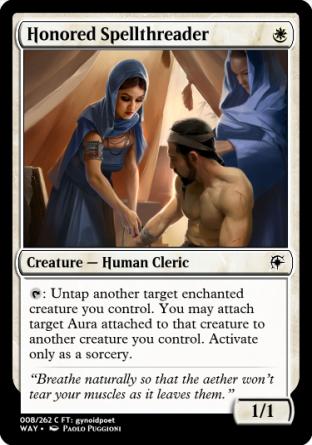 Honored Spellthreader
Creature — Human Cleric
: Untap another target enchanted
creature you control. You may attach
target Aura attached to that creature to
another creature you control. Activate
only as a sorcery.
“Breathe naturally so that the aether won’t
tear your muscles as it leaves them.”
1/1
008/262 C FT: gynoidpoet
WAY • Paolo Puggioni